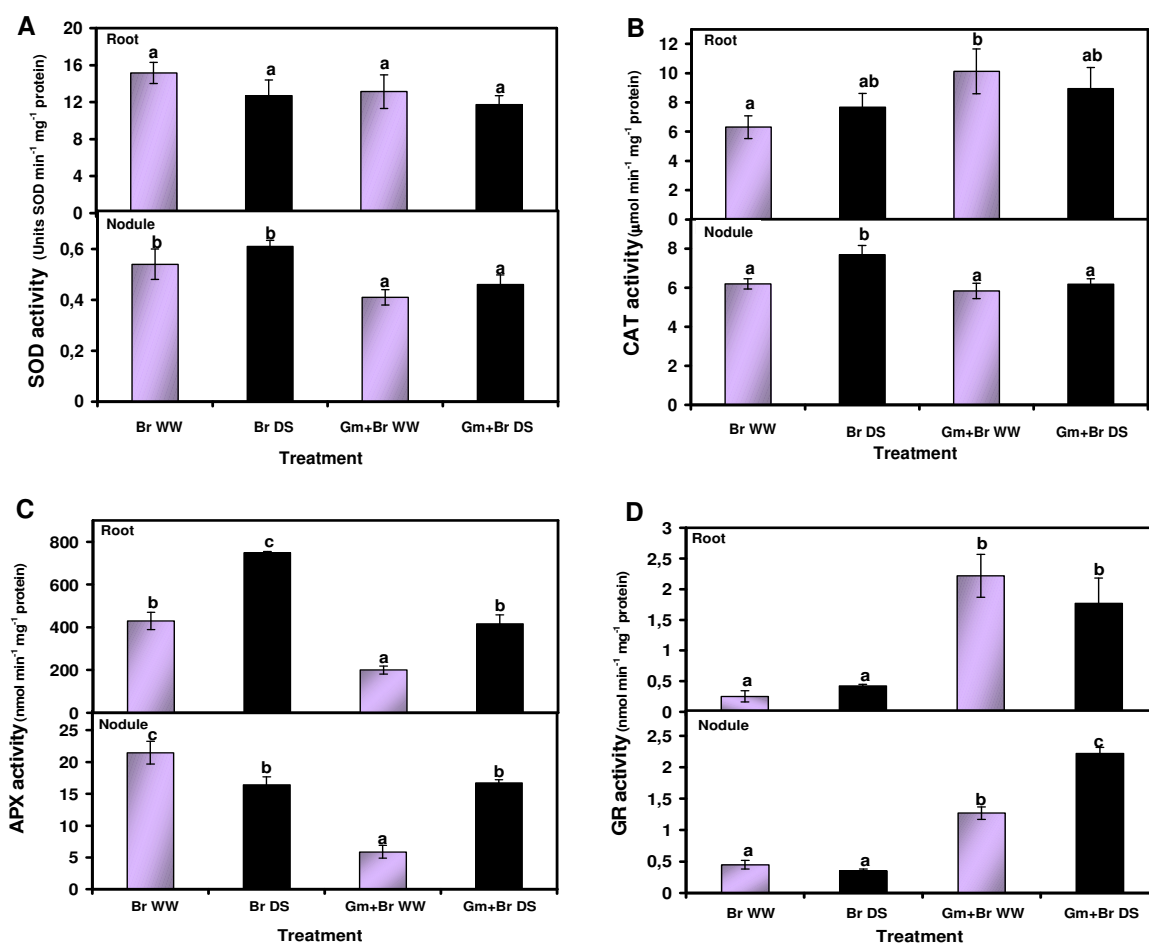 A
SOD activity (Units SOD min-1 mg-1 protein)
20
16
12
8
4
0
Root
a
a
a
a
0,6
0,4
0,2
0
Nodule
b
b
a
a
Br WW
Br DS
Gm+Br WW
Gm+Br DS
Treatment
B
CAT activity (µmol min-1 mg-1 protein)
12
10
8
6
4
2
0
Root
a
ab
b
ab
8
6
4
2
0
Nodule
a
b
a
a
Br WW
Br DS
Gm+Br WW
Gm+Br DS
Treatment
C
APX activity (nmol min-1 mg-1 protein)
800
600
400
200
0
Root
b
c
a
b
25
20
15
10
5
0
Nodule
c
b
a
b
Br WW
Br DS
Gm+Br WW
Gm+Br DS
Treatment
D
GR activity (nmol min-1 mg-1 protein)
3
2,5
2
1,5
1
0,5
0
Root
a
a
b
b
2,5
2
1,5
1
0,5
0
Nodule
a
a
b
c
Br WW
Br DS
Gm+Br WW
Gm+Br DS
Treatment